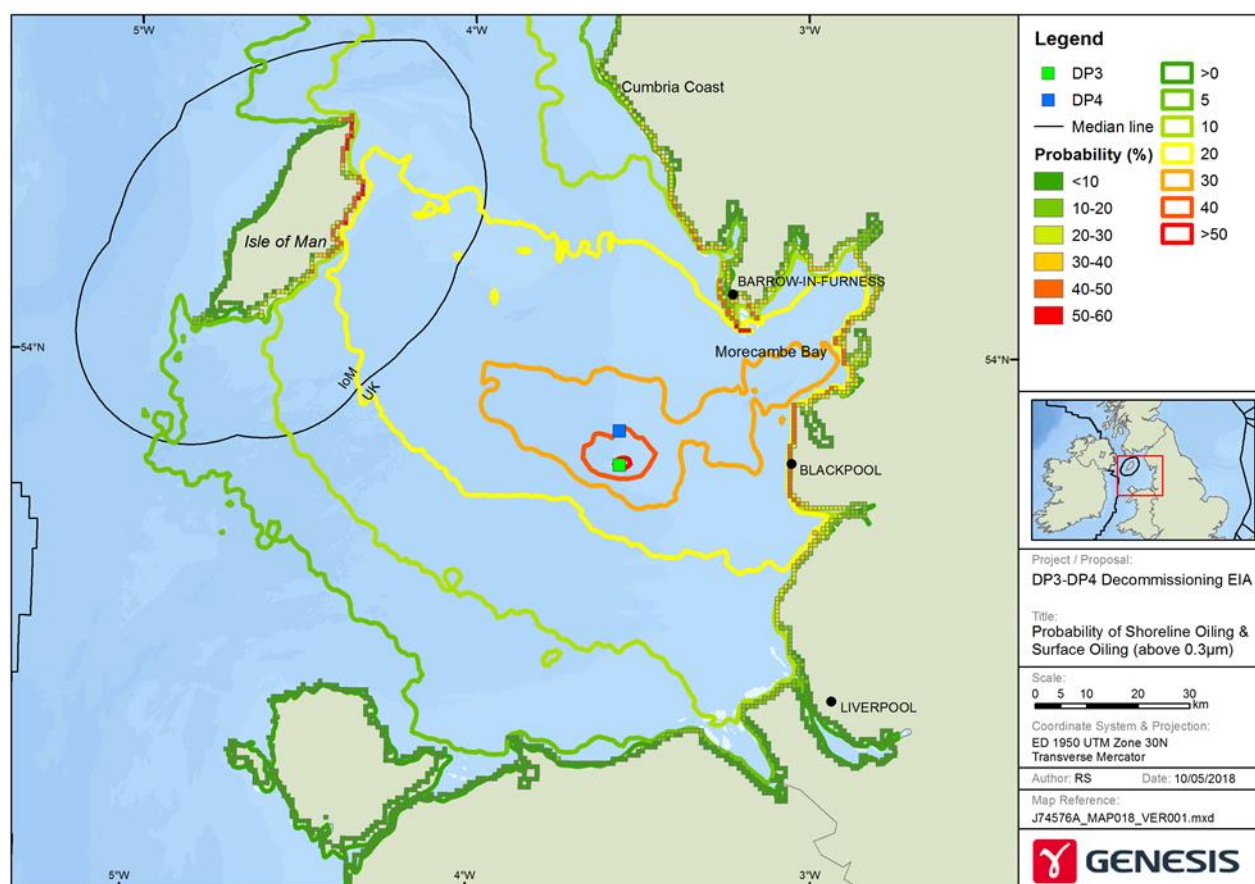 5°W
4°W
3°W
Cumbria Coast
Isle of Man
BARROW-IN-FURNESS
54°N
Morecambe Bay
54°N
IoM
UK
BLACKPOOL
LIVERPOOL
5°W
4°W
3°W
Legend
DP3
DP4
Median line
Probability (%)
<10
10-20
20-30
30-40
40-50
50-60
>0
5
10
20
30
40
>50
Project / Proposal:
DP3-DP4 Decommissioning EIA
Title:
Probability of Shoreline Oiling &
Surface Oiling (above 0.3µm)
Scale:
0 5 10 20 30
km
Coordinate System & Projection:
ED 1950 UTM Zone 30N
Transverse Mercator
Author: RS Date: 10/05/2018
Map Reference:
J74576A_MAP018_VER001.mxd
GENESIS